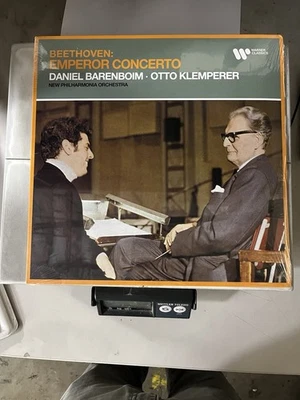 BEETHOVEN:
EMPEROR CONCERTO
DANIEL BARENBOIM · OTTO KLEMPERER
NEW PHILHARMONIA ORCHESTRA
WARNER
CLASSICS